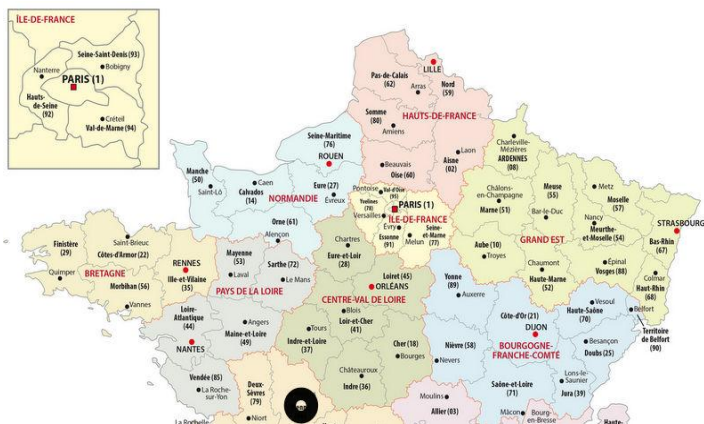 ÎLE-DE-FRANCE
Seine-Saint-Denis (93)
Bobigny
Nanterre
PARIS (1)
Hauts-
de-Seine
(92)
Créteil
Val-de-Marne (94)
LILLE
Pas-de-Calais
(62)
Nord
(59)
Arras
Somme
(80)
HAUTS-DE-FRANCE
Amiens
Seine-Maritime
(76)
ROUEN
Beauvais
Oise (60)
Laon
Aisne
(02)
Charleville-
Mézières
ARDENNES
(08)
Manche
(50)
Saint-Lô
Caen
Calvados
(14)
Eure (27)
Évreux
NORMANDIE
Orne (61)
Alençon
Pontoise
Val-d'Oise
(95)
Yvelines
(78)
PARIS (1)
Versailles
ÎLE-DE-FRANCE
Évry
Essonne
(91)
Melun
Seine-
et-Marne
(77)
Châlons-
en-Champagne
Marne (51)
Meuse
(55)
Bar-le-Duc
Metz
Moselle
(57)
Nancy
Meurthe-
et-Moselle (54)
STRASBOURG
Bas-Rhin
(67)
GRAND EST
Aube (10)
Troyes
Chaumont
Haute-Marne
(52)
Épinal
Vosges (88)
Colmar
Haut-Rhin
(68)
Finistère
(29)
Quimper
Saint-Brieuc
Côtes-d'Armor (22)
BRETAGNE
Morbihan (56)
Vannes
RENNES
Ille-et-Vilaine
(35)
Mayenne
(53)
Laval
Sarthe (72)
Le Mans
PAYS DE LA LOIRE
Loire-
Atlantique
(44)
NANTES
Angers
Maine-et-Loire
(49)
Vendée (85)
La Roche-
sur-Yon
Chartres
Eure-et-Loir
(28)
Loiret (45)
ORLÉANS
CENTRE-VAL DE LOIRE
Blois
Loir-et-Cher
(41)
Tours
Indre-et-Loire
(37)
Cher (18)
Bourges
Châteauroux
Indre (36)
Yonne
(89)
Auxerre
Côte-d'Or (21)
DIJON
Nièvre (58)
Nevers
BOURGOGNE-
FRANCHE-COMTÉ
Haute-Saône
(70)
Vesoul
Belfort
Territoire
de Belfort
(90)
Besançon
Doubs (25)
Saône-et-Loire
(71)
Lons-le-
Saunier
Jura (39)
Mâcon
Bourg-
en-Bresse
Moulins
Allier (03)
Deux-
Sèvres
(79)
Niort
La Rochelle
Haute-